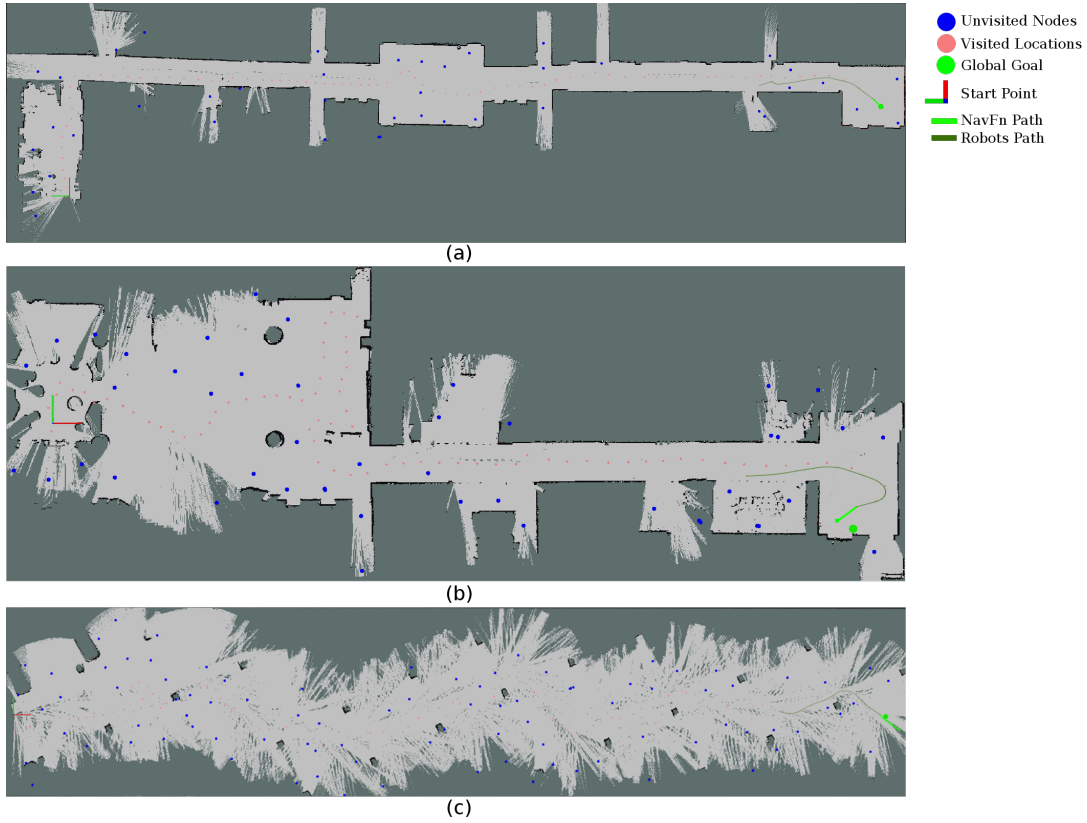 Unvisited Nodes
Visited Locations
Global Goal
Start Point
NavFn Path
Robots Path
(a)
(b)
(c)